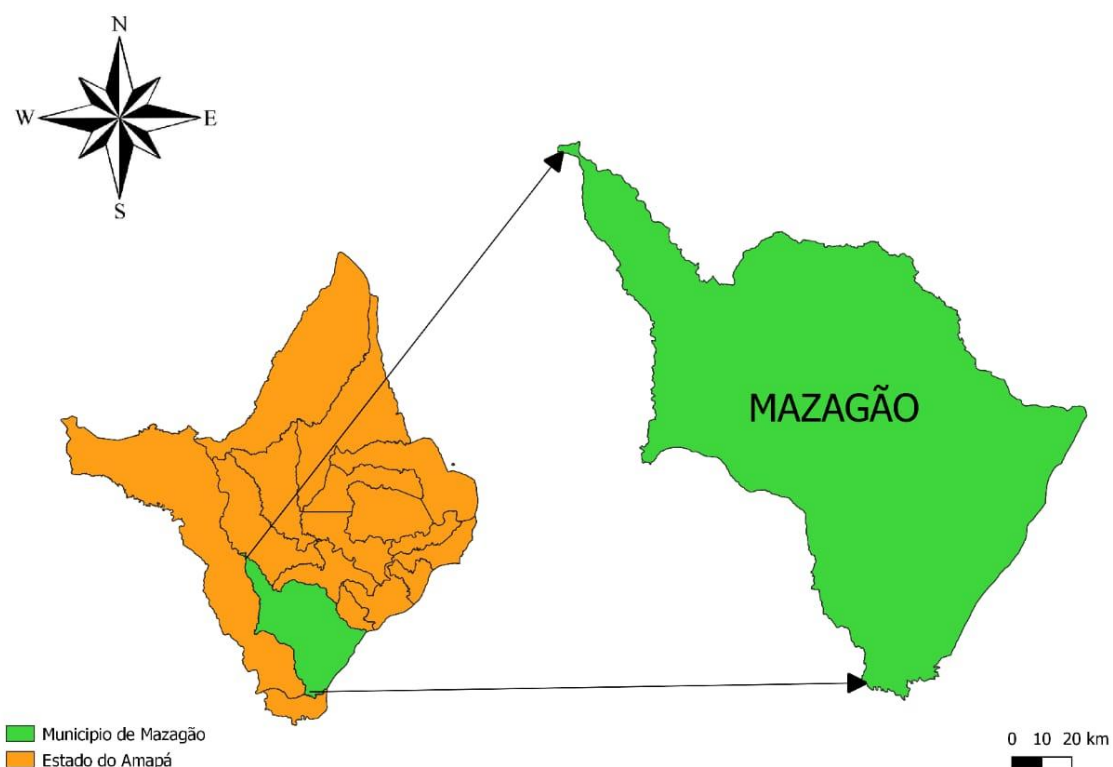 N
W E
S
MAZAGÃO
Municipio de Mazagão
Estado do Amapá
0 10 20 km